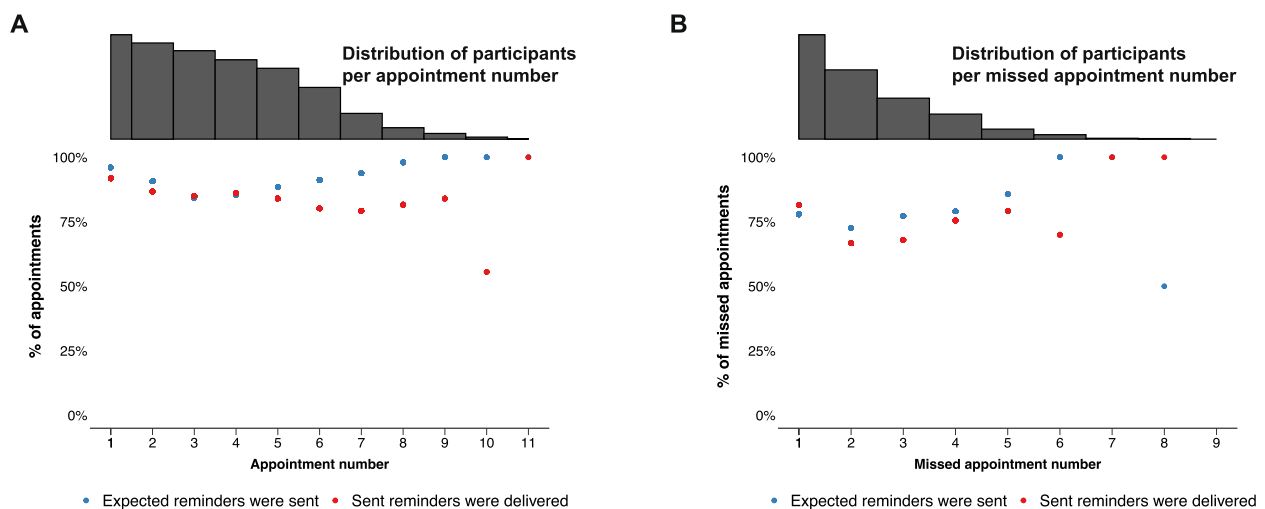 A
Distribution of participants
per appointment number
100%
75%
50%
25%
0%
% of appointments
1 2 3 4 5 6 7 8 9 10 11
Appointment number
Expected reminders were sent Sent reminders were delivered
B
Distribution of participants
per missed appointment number
100%
75%
50%
25%
0%
% of missed appointments
1 2 3 4 5 6 7 8 9
Missed appointment number
Expected reminders were sent Sent reminders were delivered